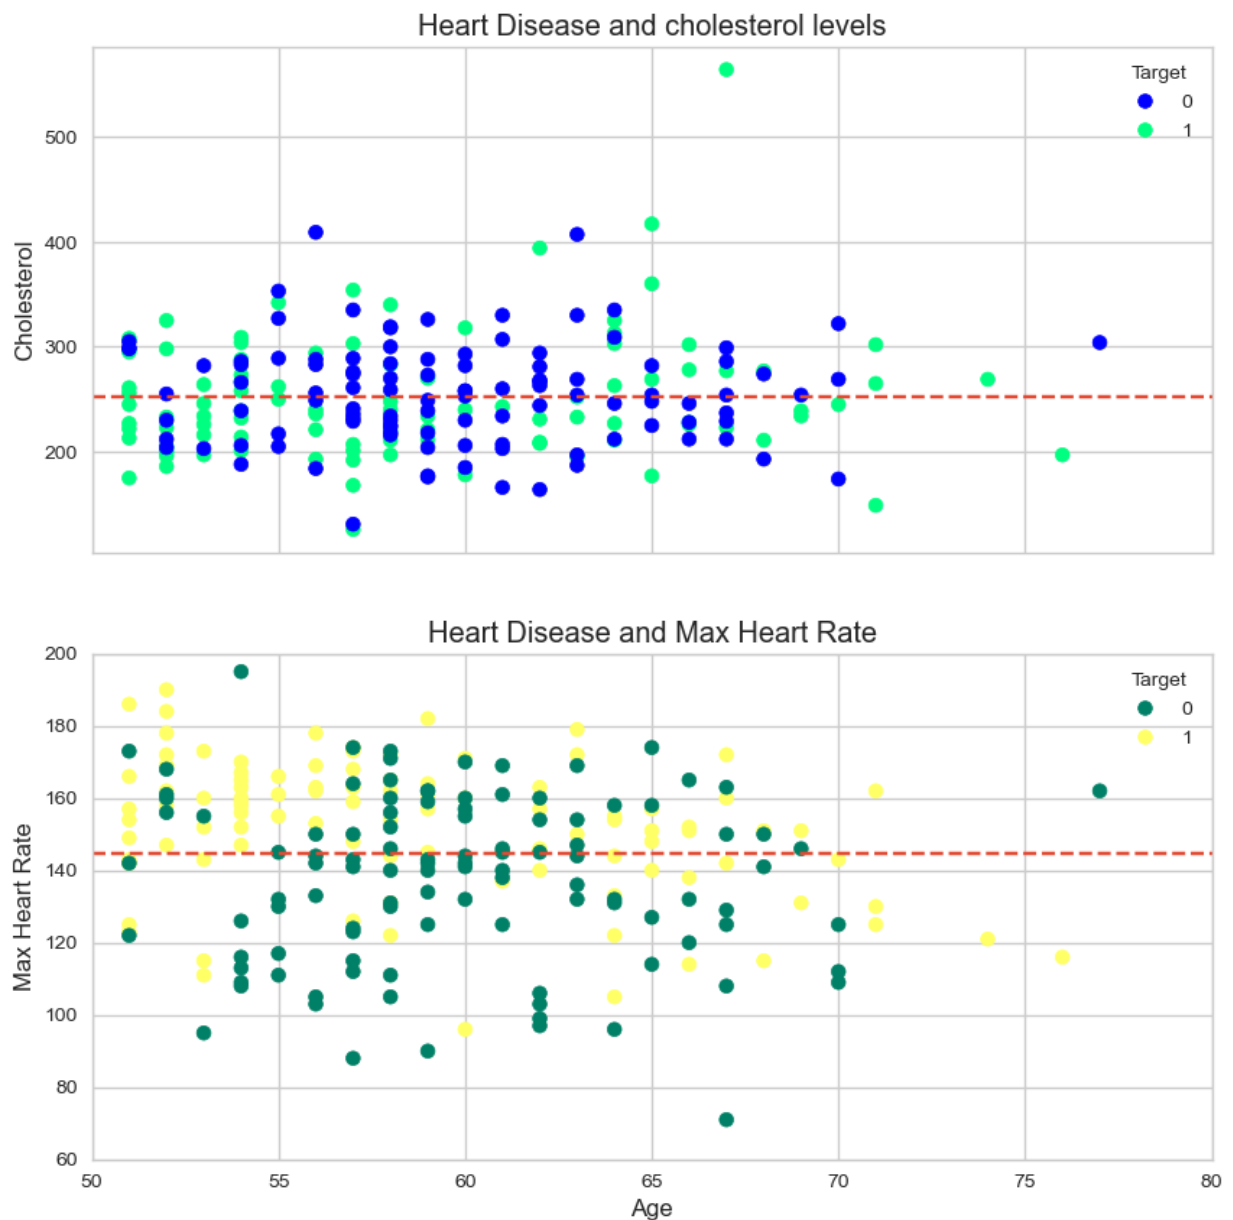 Heart Disease and cholesterol levels
Target
0
1
500
400
300
200
Cholesterol
Heart Disease and Max Heart Rate
Target
0
1
200
180
160
140
120
100
80
60
Max Heart Rate
50 55 60 65 70 75 80
Age